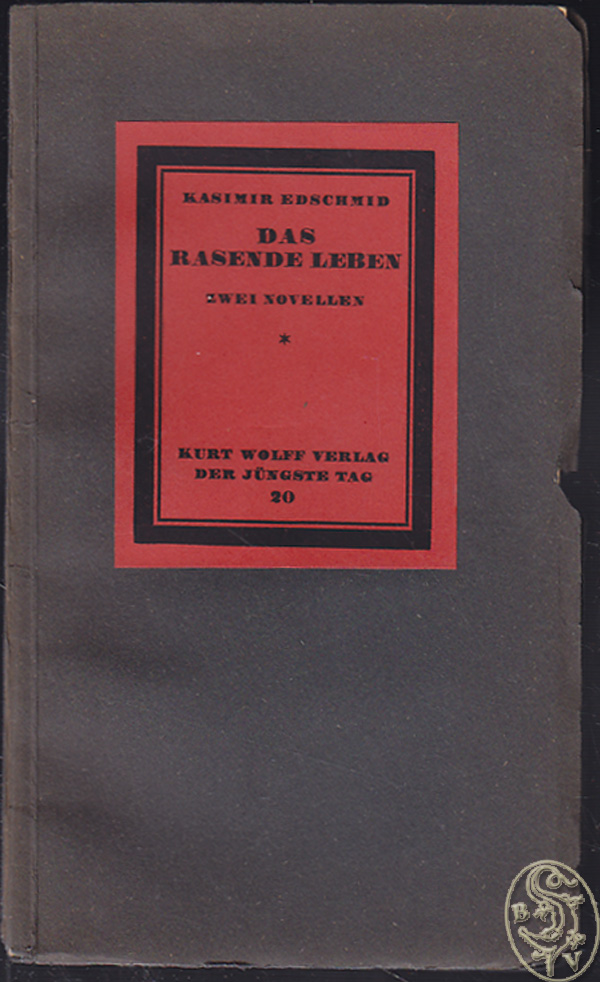 KASIMIR EDSCHMID
DAS
RASENDE LEBEN
ZWEI NOVELLEN
*
KURT WOLFF VERLAG
DER JÜNGSTE TAG
20